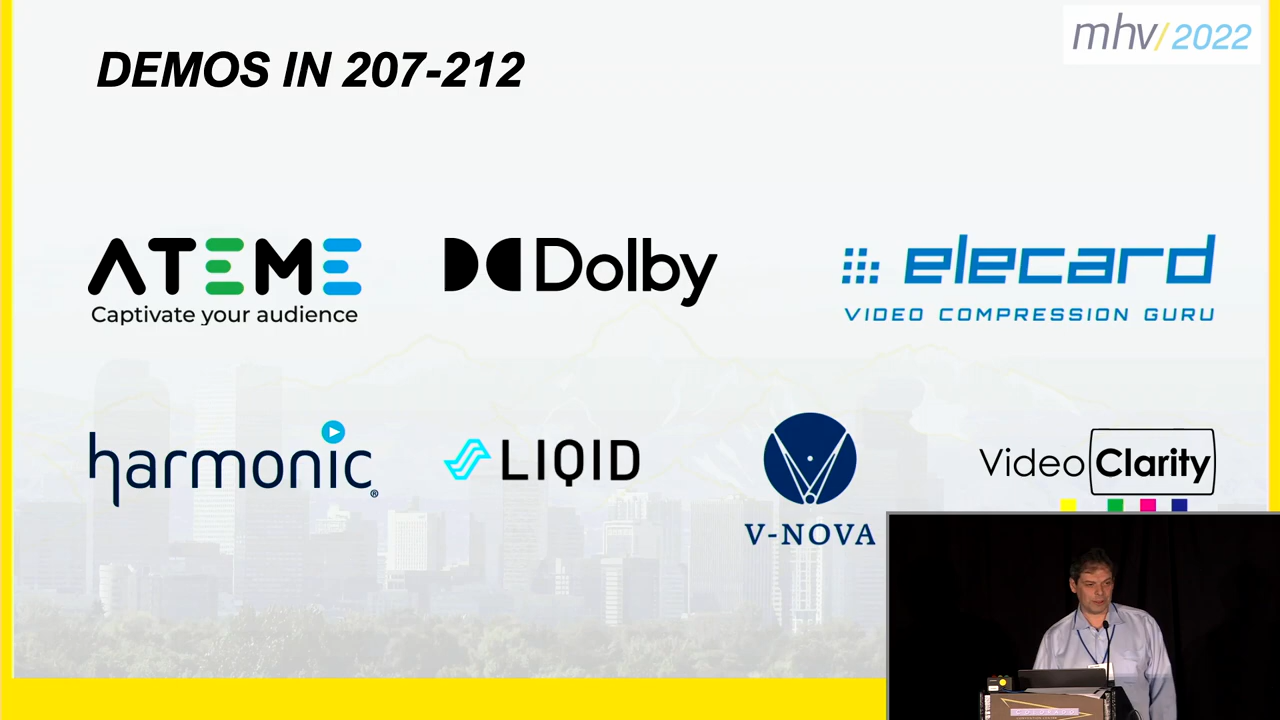 mhv/2022
DEMOS IN 207-212
ATEME
Captivate your audience
Dolby
elecard
VIDEO COMPRESSION GURU
harmonic®
LIQID
V-NOVA
Video Clarity